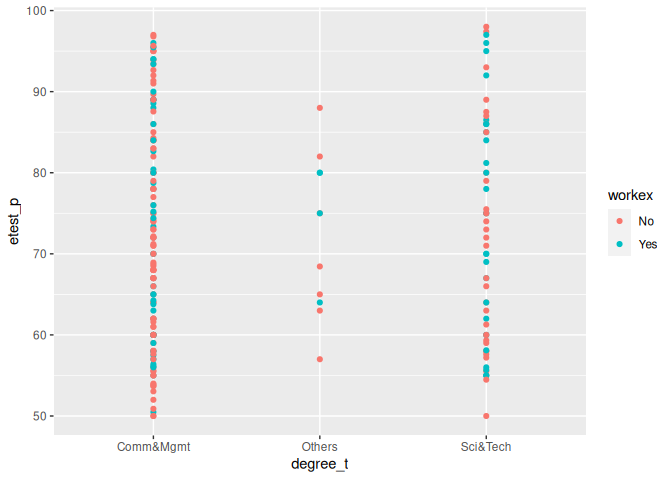 100
90
80
70
60
50
etest_p
Comm&Mgmt
Others
Sci&Tech
degree_t
workex
No
Yes